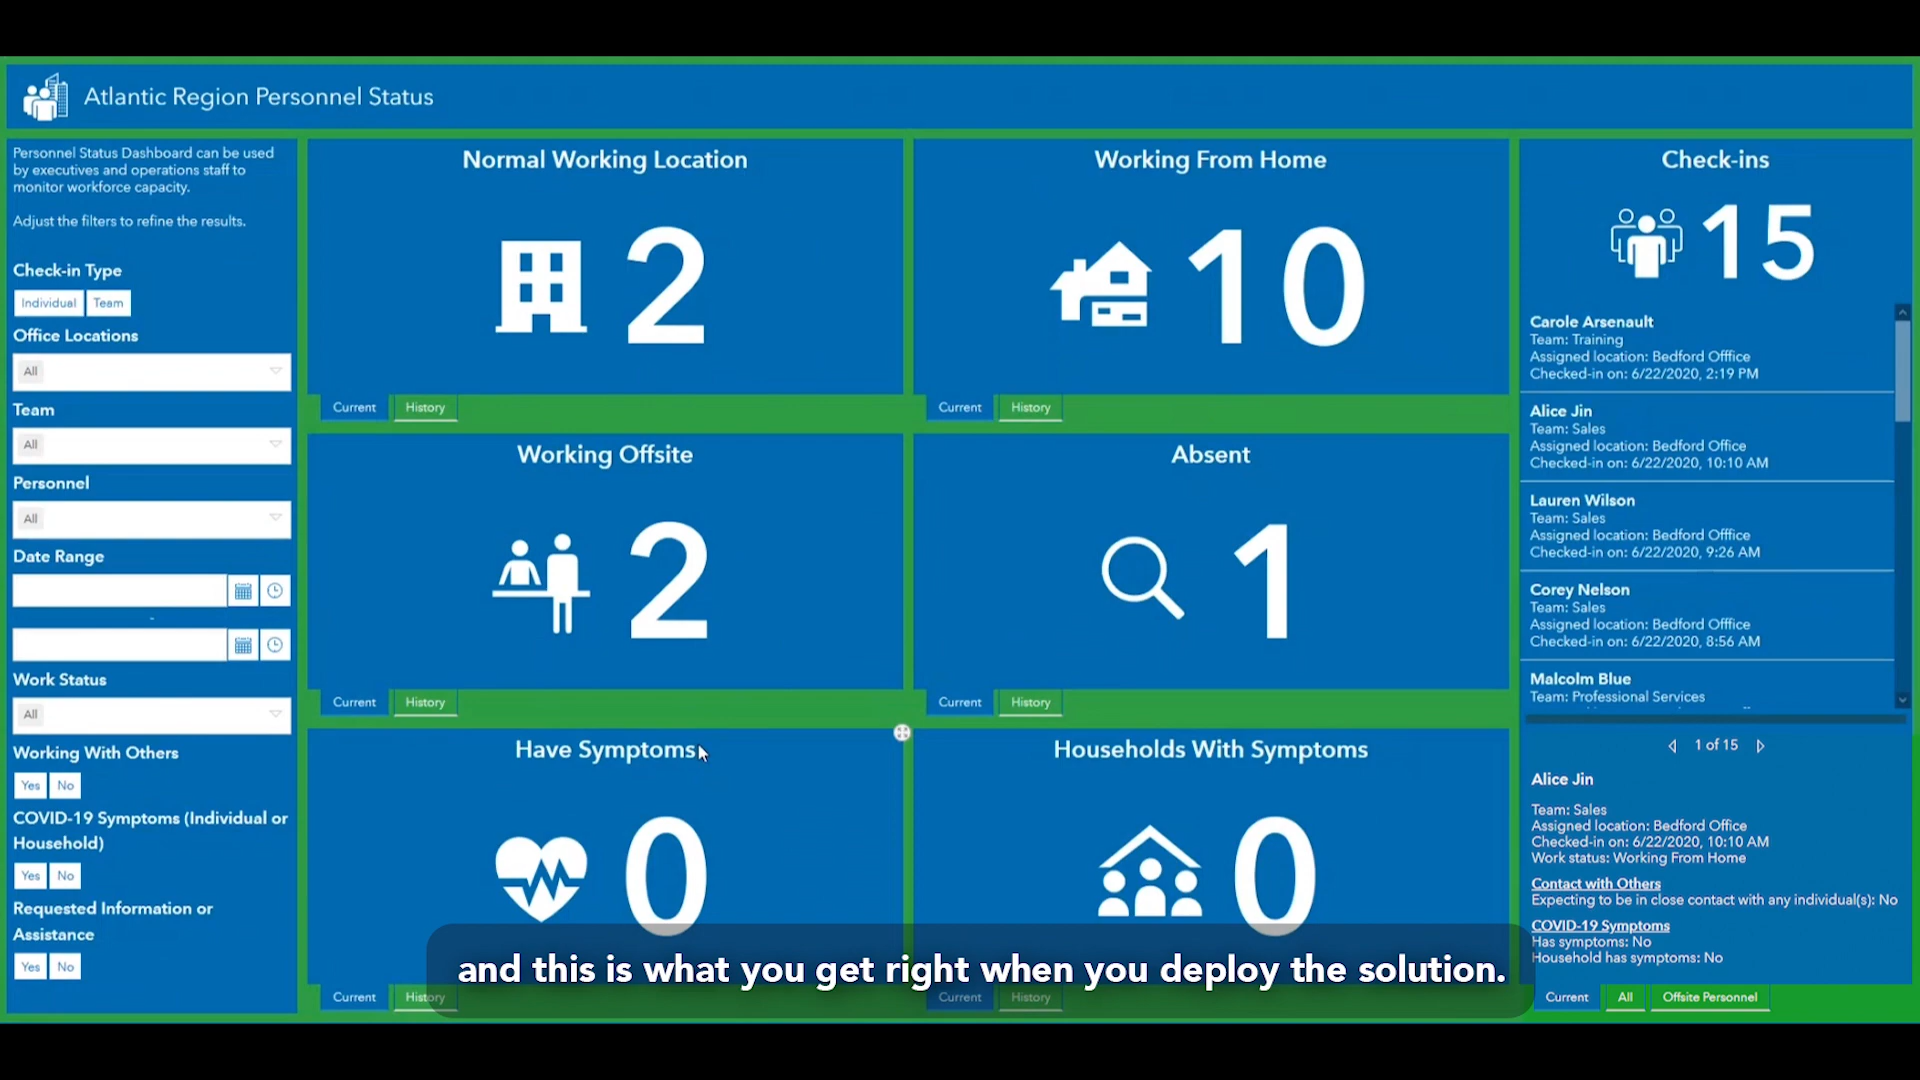 Atlantic Region Personnel Status
Personnel Status Dashboard can be used
by executives and operations staff to
monitor workforce capacity.
Adjust the filters to refine the results.
Check-in Type
Individual Team
Office Locations
All
Team
All
Personnel
All
Date Range
-
Work Status
All
Working With Others
Yes No
COVID-19 Symptoms (Individual or
Household)
Yes No
Requested Information or
Assistance
Yes No
Normal Working Location
2
Current History
Working From Home
10
Current History
Working Offsite
2
Current History
Absent
1
Current History
Have Symptoms
0
Current History
Households With Symptoms
0
Current History
Check-ins
15
Carole Arsenault
Team: Training
Assigned location: Bedford Offfice
Checked-in on: 6/22/2020, 2:19 PM
Alice Jin
Team: Sales
Assigned location: Bedford Office
Checked-in on: 6/22/2020, 10:10 AM
Lauren Wilson
Team: Sales
Assigned location: Bedford Offfice
Checked-in on: 6/22/2020, 9:26 AM
Corey Nelson
Team: Sales
Assigned location: Bedford Offfice
Checked-in on: 6/22/2020, 8:56 AM
Malcolm Blue
Team: Professional Services
1 of 15
Alice Jin
Team: Sales
Assigned location: Bedford Office
Checked-in on: 6/22/2020, 10:10 AM
Work status: Working From Home
Contact with Others
Expecting to be in close contact with any individual(s): No
COVID-19 Symptoms
Has symptoms: No
Household has symptoms: No
Current All Offsite Personnel
and this is what you get right when you deploy the solution.